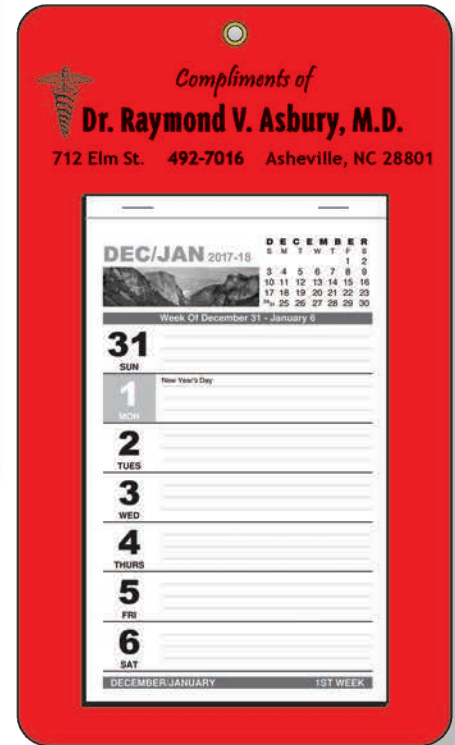 Compliments of
Dr. Raymond V. Asbury, M.D.
712 Elm St. 492-7016 Asheville, NC 28801
DEC/JAN 2017-18
DECEMBER
S M T W T F S
1 2
3 4 5 6 7 8 9
10 11 12 13 14 15 16
17 18 19 20 21 22 23
24/31 25 26 27 28 29 30
Week Of December 31 - January 6
31
SUN
New Year's Day
1
MON
2
TUES
3
WED
4
THURS
5
FRI
6
SAT
DECEMBER/JANUARY 1ST WEEK